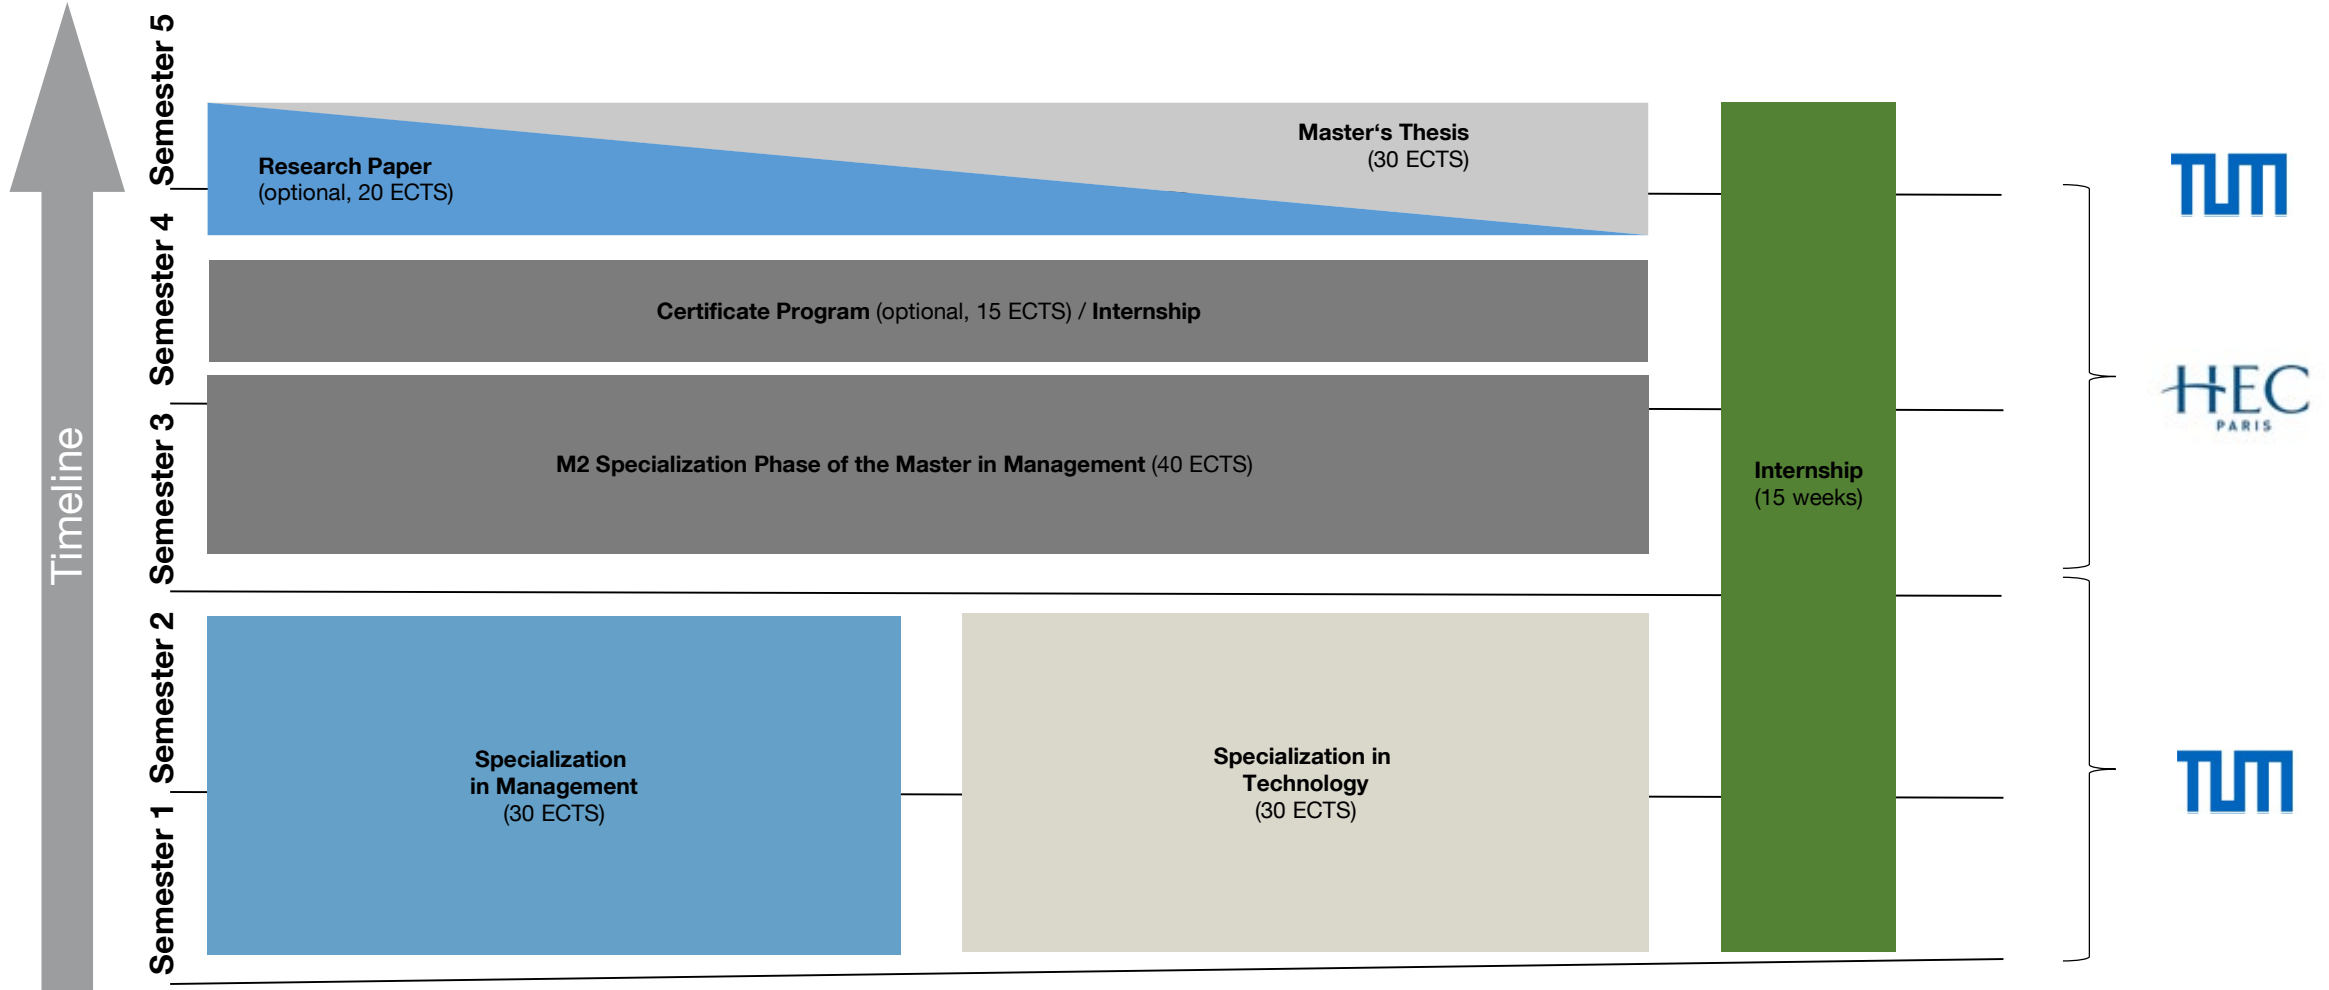 Timeline
Semester 5
Semester 4
Semester 3
Semester 2
Semester 1
Research Paper
(optional, 20 ECTS)
Master‘s Thesis
(30 ECTS)
Certificate Program (optional, 15 ECTS) / Internship
M2 Specialization Phase of the Master in Management (40 ECTS)
Specialization
in Management
(30 ECTS)
Specialization in
Technology
(30 ECTS)
Internship
(15 weeks)
TUM
HEC
PARIS
TUM